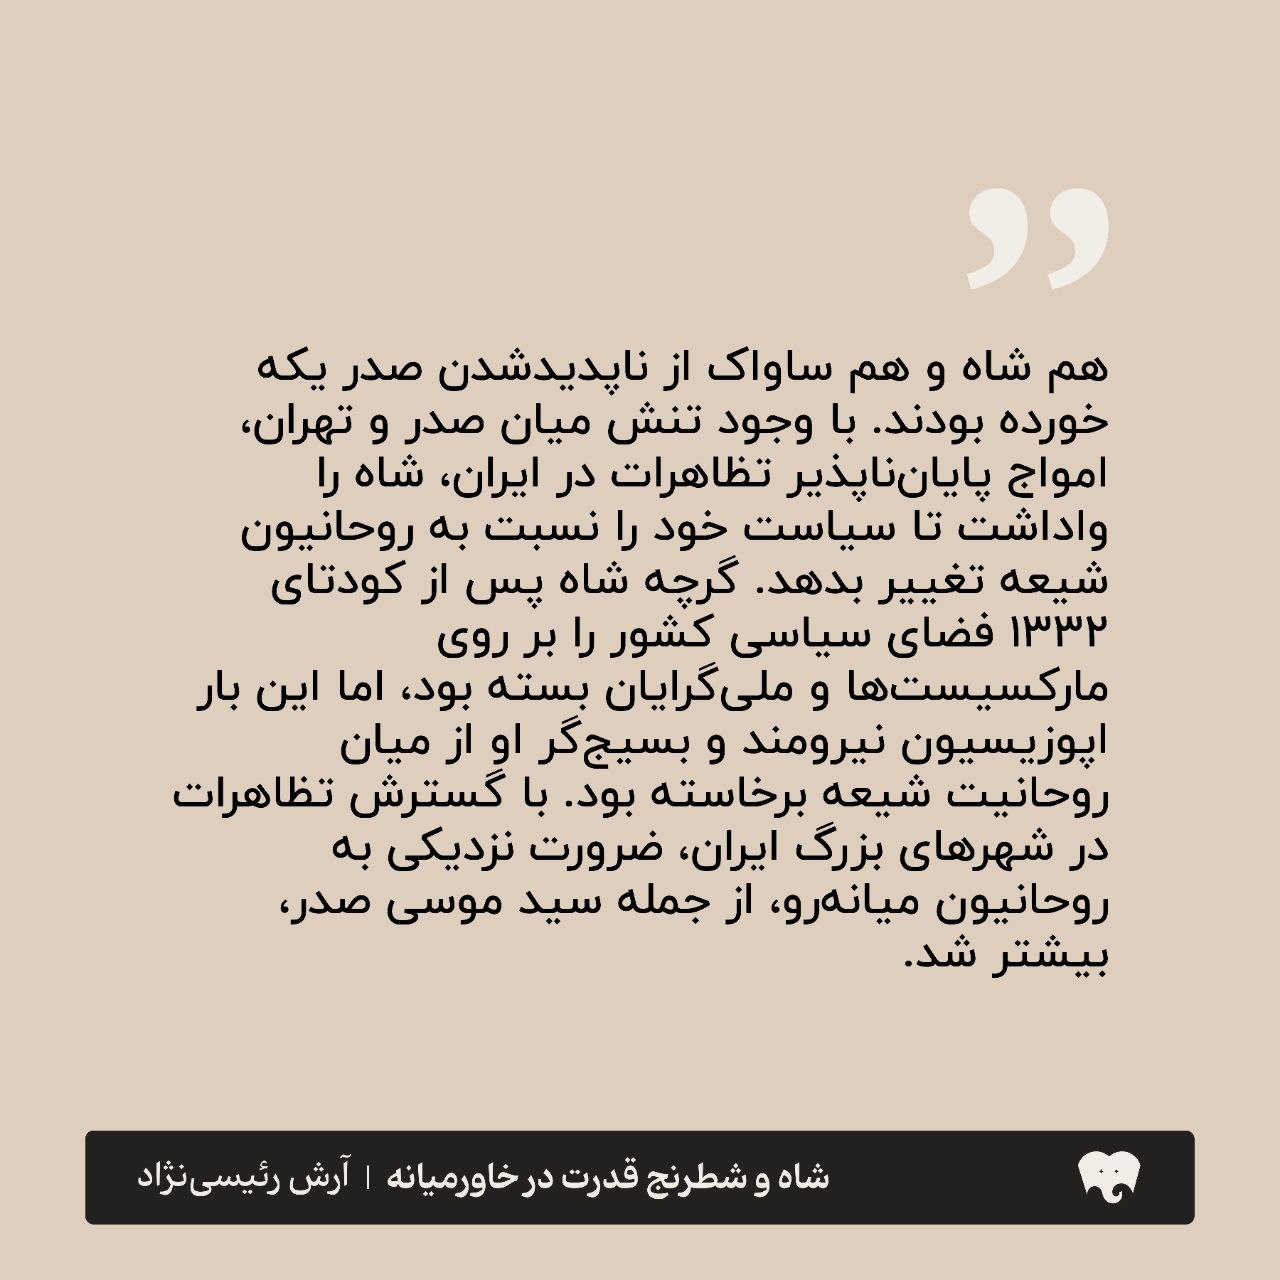 ”
هم شاه و هم ساواک از ناپدیدشدن صدر یکه
خورده بودند. با وجود تنش میان صدر و تهران،
امواج پایان‌ناپذیر تظاهرات در ایران، شاه را
واداشت تا سیاست خود را نسبت به روحانیون
شیعه تغییر بدهد. گرچه شاه پس از کودتای
۱۳۳۲ فضای سیاسی کشور را بر روی
مارکسیست‌ها و ملی‌گرایان بسته بود، اما این بار
اپوزیسیون نیرومند و بسیج‌گر او از میان
روحانیت شیعه برخاسته بود. با گسترش تظاهرات
در شهرهای بزرگ ایران، ضرورت نزدیکی به
روحانیون میانه‌رو، از جمله سید موسی صدر،
بیشتر شد.
شاه و شطرنج قدرت در خاورمیانه | آرش رئیسی‌نژاد